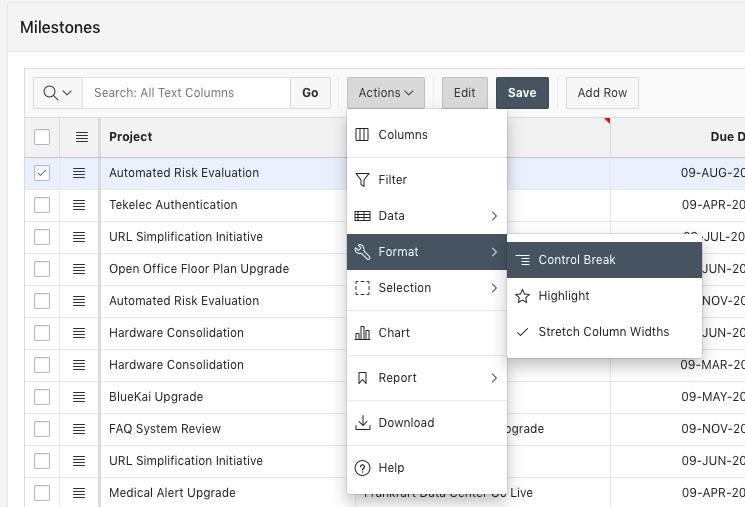 Milestones
Search: All Text Columns
Go
Actions
Edit
Save
Add Row
Project
Due D
Columns
Filter
Data
Format
Selection
Chart
Report
Download
Help
Control Break
Highlight
Stretch Column Widths
Automated Risk Evaluation
09-AUG-20
Tekelec Authentication
09-APR-20
URL Simplification Initiative
-JUL-20
Open Office Floor Plan Upgrade
JUN-20
Automated Risk Evaluation
NOV-20
Hardware Consolidation
JUN-20
Hardware Consolidation
09-MAR-20
BlueKai Upgrade
09-MAY-20
FAQ System Review
pgrade
09-NOV-20
URL Simplification Initiative
09-JUN-20
Medical Alert Upgrade
Frankfurt Data Center Go Live
09-APR-20